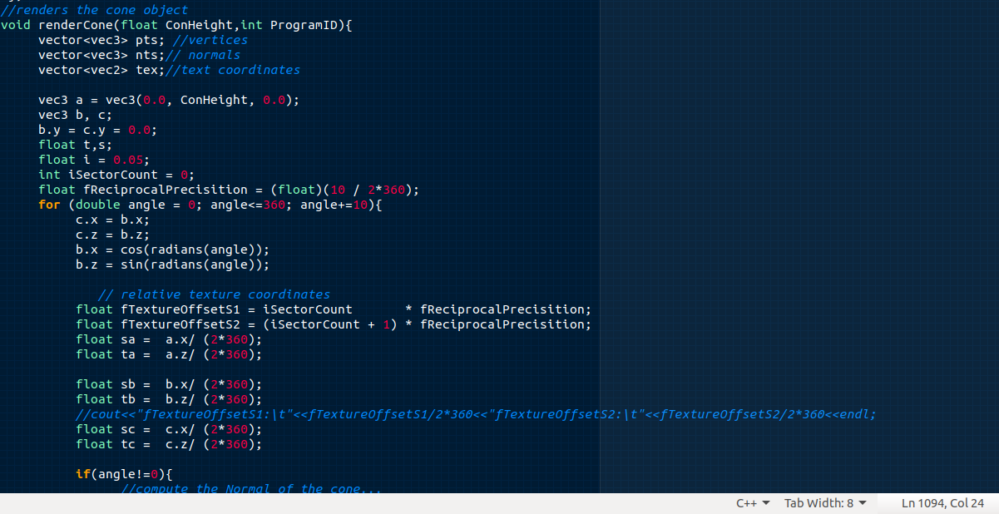 //renders the cone object
void renderCone(float ConHeight,int ProgramID){
vector<vec3> pts; //vertices
vector<vec3> nts;// normals
vector<vec2> tex;//text coordinates
vec3 a = vec3(0.0, ConHeight, 0.0);
vec3 b, c;
b.y = c.y = 0.0;
float t,s;
float i = 0.05;
int iSectorCount = 0;
float fReciprocalPrecisition = (float)(10 / 2*360);
for (double angle = 0; angle<=360; angle+=10){
c.x = b.x;
c.z = b.z;
b.x = cos(radians(angle));
b.z = sin(radians(angle));
// relative texture coordinates
float fTextureOffsetS1 = iSectorCount       * fReciprocalPrecisition;
float fTextureOffsetS2 = (iSectorCount + 1) * fReciprocalPrecisition;
float sa =  a.x/ (2*360);
float ta =  a.z/ (2*360);
float sb =  b.x/ (2*360);
float tb =  b.z/ (2*360);
//cout<<"fTextureOffsetS1:\t"<<fTextureOffsetS1/2*360<<"fTextureOffsetS2:\t"<<fTextureOffsetS2/2*360<<endl;
float sc =  c.x/ (2*360);
float tc =  c.z/ (2*360);
if(angle!=0){
//compute the Normal of the cone...
C++ Tab Width: 8 Ln 1094, Col 24